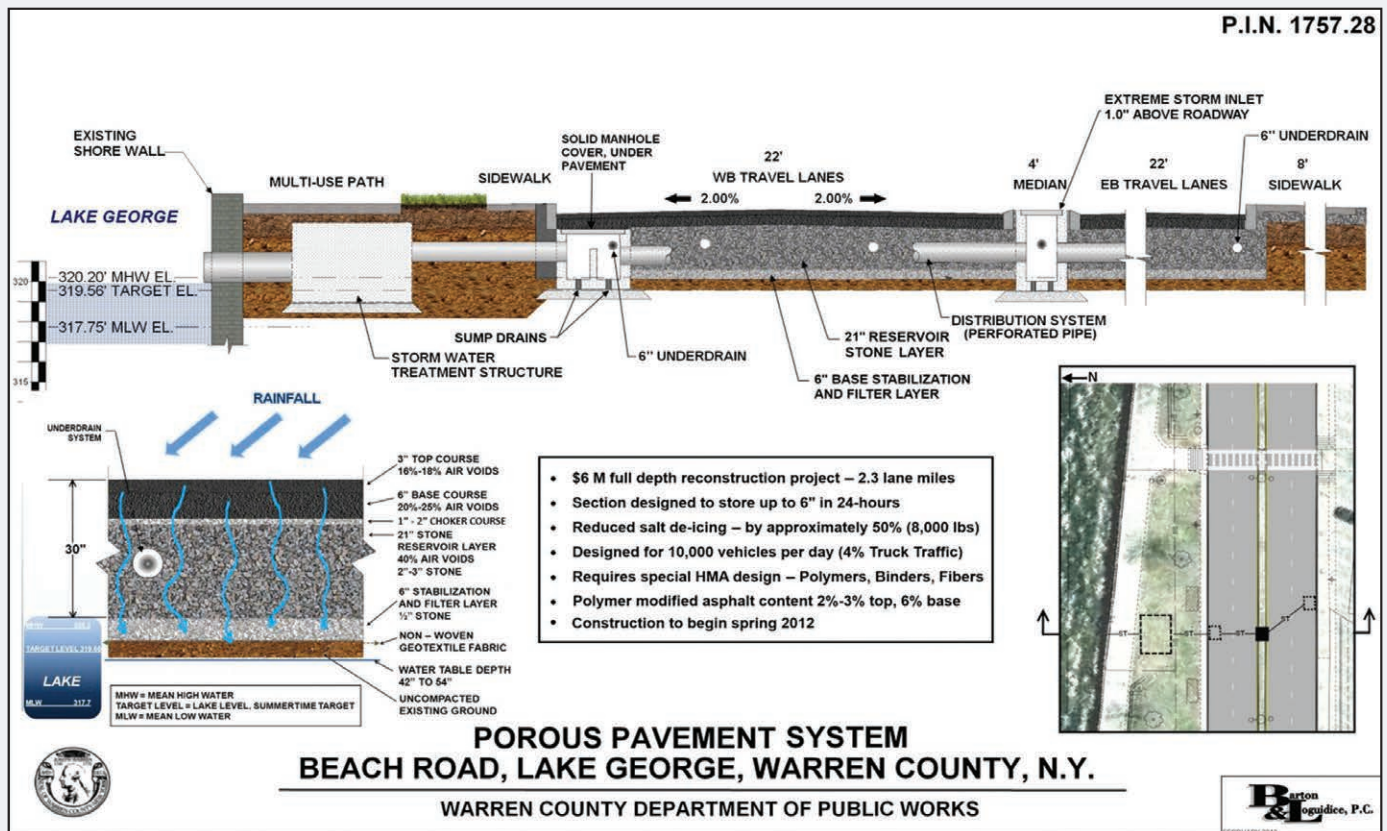 P.I.N. 1757.28
EXISTING
SHORE WALL
MULTI-USE PATH
SIDEWALK
SOLID MANHOLE
COVER, UNDER
PAVEMENT
22'
WB TRAVEL LANES
2.00%
2.00%
4'
MEDIAN
EXTREME STORM INLET
1.0" ABOVE ROADWAY
22'
EB TRAVEL LANES
6" UNDERDRAIN
8'
SIDEWALK
LAKE GEORGE
320
320.20' MHW EL.
319.56' TARGET EL.
317.75' MLW EL.
315
SUMP DRAINS
STORM WATER
TREATMENT STRUCTURE
6" UNDERDRAIN
21" RESERVOIR
STONE LAYER
6" BASE STABILIZATION
AND FILTER LAYER
DISTRIBUTION SYSTEM
(PERFORATED PIPE)
RAINFALL
UNDERDRAIN
SYSTEM
30"
3" TOP COURSE
16%-18% AIR VOIDS
6" BASE COURSE
20%-25% AIR VOIDS
1" - 2" CHOKER COURSE
21" STONE
RESERVOIR LAYER
40% AIR VOIDS
2"-3" STONE
6" STABILIZATION
AND FILTER LAYER
½" STONE
NON – WOVEN
GEOTEXTILE FABRIC
WATER TABLE DEPTH
42" TO 54"
UNCOMPACTED
EXISTING GROUND
TARGET LEVEL
LAKE
MLW 317.7
MHW = MEAN HIGH WATER
TARGET LEVEL = LAKE LEVEL, SUMMERTIME TARGET
MLW = MEAN LOW WATER
• $6 M full depth reconstruction project – 2.3 lane miles
• Section designed to store up to 6" in 24-hours
• Reduced salt de-icing – by approximately 50% (8,000 lbs)
• Designed for 10,000 vehicles per day (4% Truck Traffic)
• Requires special HMA design – Polymers, Binders, Fibers
• Polymer modified asphalt content 2%-3% top, 6% base
• Construction to begin spring 2012
N
ST
ST
ST
ST
POROUS PAVEMENT SYSTEM
BEACH ROAD, LAKE GEORGE, WARREN COUNTY, N.Y.
WARREN COUNTY DEPARTMENT OF PUBLIC WORKS
Barton
& Loguidice, P.C.